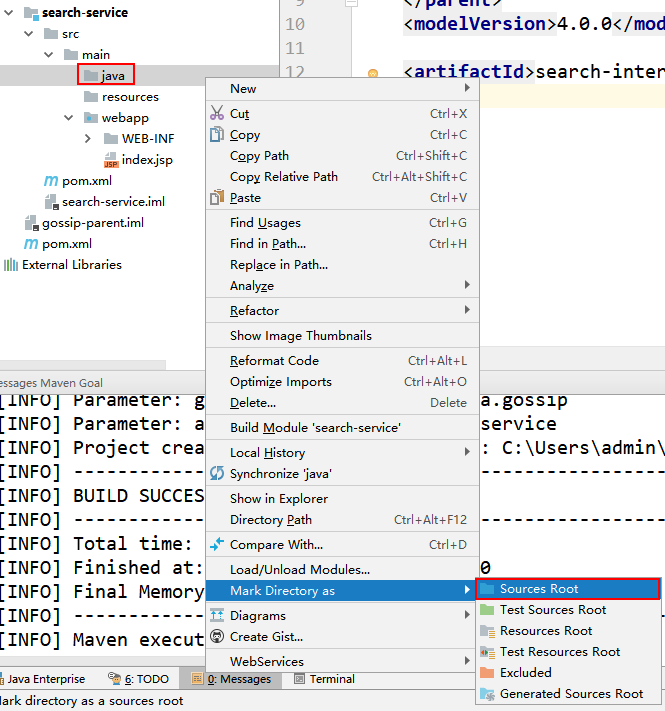 search-service
src
main
java
resources
webapp
WEB-INF
index.jsp
pom.xml
search-service.iml
gossip-parent.iml
pom.xml
External Libraries
9 </parent>
10 <modelVersion>4.0.0</mod
11
12 <artifactId>search-inter
New
Cut Ctrl+X
Copy Ctrl+C
Copy Path Ctrl+Shift+C
Copy Relative Path Ctrl+Alt+Shift+C
Paste Ctrl+V
Find Usages Ctrl+G
Find in Path... Ctrl+H
Replace in Path...
Analyze
Refactor
Show Image Thumbnails
Reformat Code Ctrl+Alt+L
Optimize Imports Ctrl+Alt+O
Delete... Delete
Build Module 'search-service'
Local History
Synchronize 'java'
Show in Explorer
Directory Path Ctrl+Alt+F12
Compare With... Ctrl+D
Load/Unload Modules...
Mark Directory as
Diagrams
Create Gist...
WebServices
Sources Root
Test Sources Root
Resources Root
Test Resources Root
Excluded
Generated Sources Root
essages Maven Goal
[INFO] Parameter: g a.gossip
[INFO] Parameter: a service
[INFO] Project crea : C:\Users\admin\
[INFO] ----------
[INFO] BUILD SUCCES
[INFO] ----------
[INFO] Total time:
[INFO] Finished at: 0
[INFO] Final Memory
[INFO] ----------
[INFO] Maven execut
Java Enterprise 6: TODO 0: Messages Terminal
Mark directory as a sources root